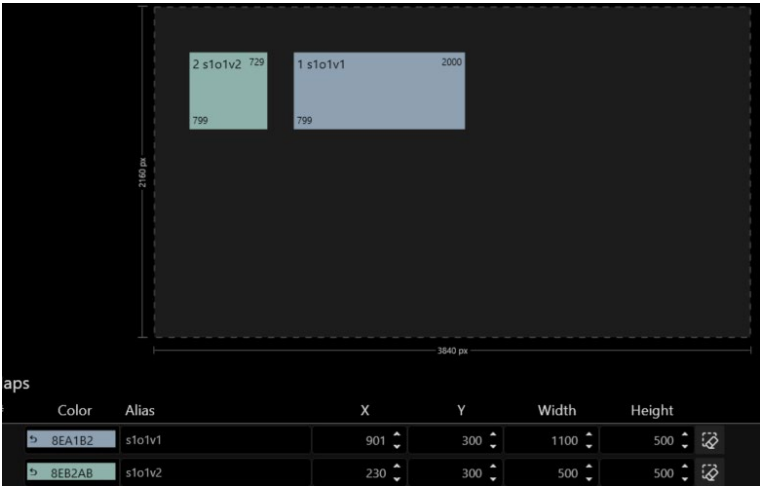 2 s1o1v2 729
1 s1o1v1 2000
799
799
2160 px
3840 px
aps
Color Alias X Y Width Height
8EA1B2 s1o1v1 901 300 1100 500
8EB2AB s1o1v2 230 300 500 500